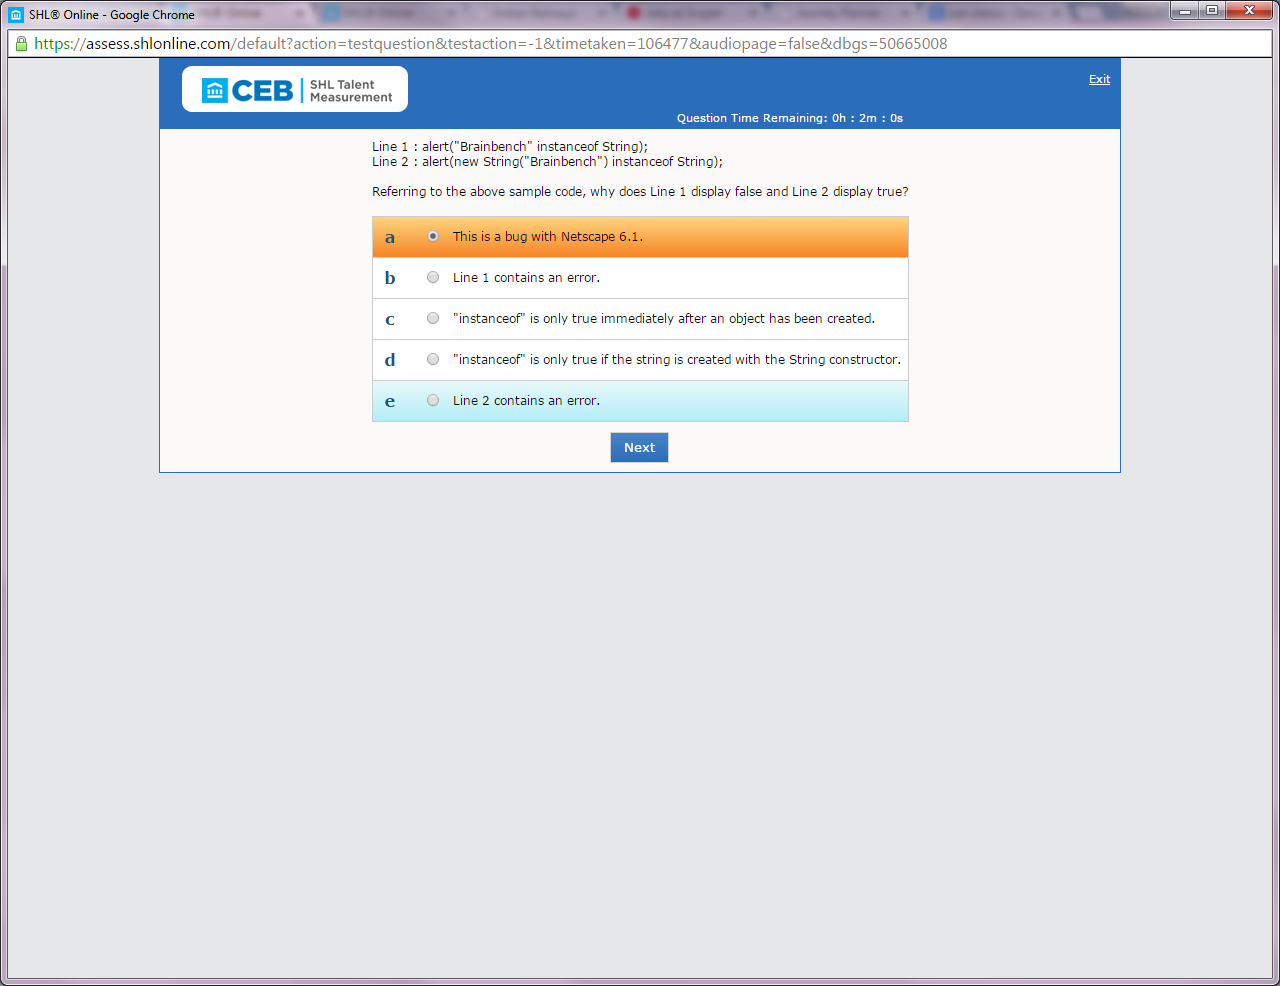 SHL® Online - Google Chrome
https://assess.shlonline.com/default?action=testquestion&testaction=-1&timetaken=106477&audiopage=false&dbgs=50665008
CEB
SHL Talent
Measurement
Exit
Question Time Remaining: 0h : 2m : 0s
Line 1 : alert("Brainbench" instanceof String);
Line 2 : alert(new String("Brainbench") instanceof String);
Referring to the above sample code, why does Line 1 display false and Line 2 display true?
a This is a bug with Netscape 6.1.
b Line 1 contains an error.
c "instanceof" is only true immediately after an object has been created.
d "instanceof" is only true if the string is created with the String constructor.
e Line 2 contains an error.
Next